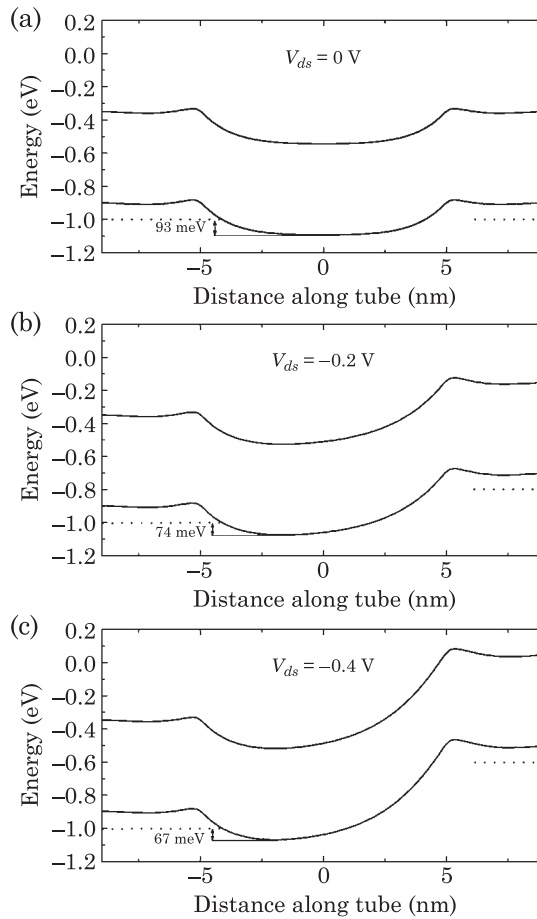 (a)
0.2
0.0
−0.2
−0.4
−0.6
−0.8
−1.0
−1.2
Energy (eV)
V_ds = 0 V
93 meV
−5
0
5
Distance along tube (nm)
(b)
0.2
0.0
−0.2
−0.4
−0.6
−0.8
−1.0
−1.2
Energy (eV)
V_ds = −0.2 V
74 meV
−5
0
5
Distance along tube (nm)
(c)
0.2
0.0
−0.2
−0.4
−0.6
−0.8
−1.0
−1.2
Energy (eV)
V_ds = −0.4 V
67 meV
−5
0
5
Distance along tube (nm)